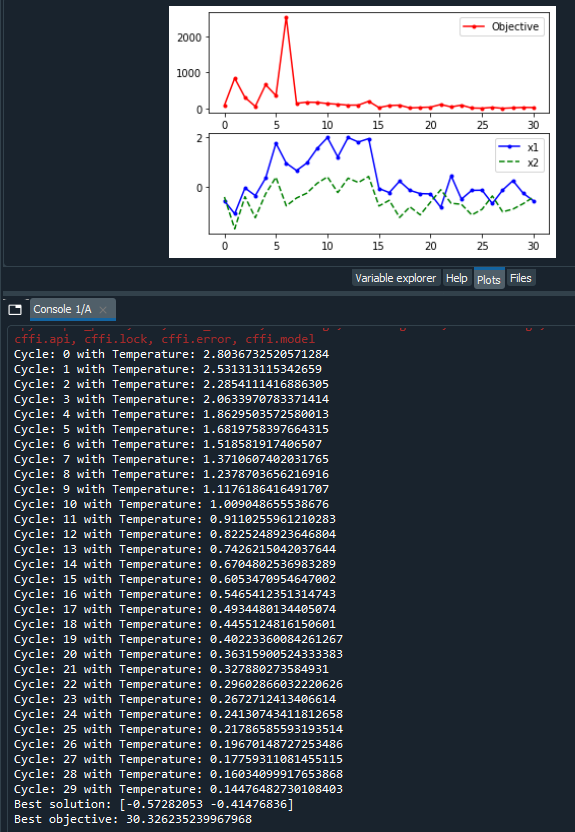 Objective
2000
1000
0
0 5 10 15 20 25 30
x1
x2
2
0
0 5 10 15 20 25 30
Variable explorer Help Plots Files
Console 1/A ×
cffi.api, cffi.lock, cffi.error, cffi.model
Cycle: 0 with Temperature: 2.8036732520571284
Cycle: 1 with Temperature: 2.531313115342659
Cycle: 2 with Temperature: 2.2854111416886305
Cycle: 3 with Temperature: 2.0633970783371414
Cycle: 4 with Temperature: 1.8629503572580013
Cycle: 5 with Temperature: 1.6819758397664315
Cycle: 6 with Temperature: 1.518581917406507
Cycle: 7 with Temperature: 1.3710607402031765
Cycle: 8 with Temperature: 1.2378703656216916
Cycle: 9 with Temperature: 1.1176186416491707
Cycle: 10 with Temperature: 1.009048655538676
Cycle: 11 with Temperature: 0.9110255961210283
Cycle: 12 with Temperature: 0.8225248923646804
Cycle: 13 with Temperature: 0.7426215042037644
Cycle: 14 with Temperature: 0.6704802536983289
Cycle: 15 with Temperature: 0.6053470954647002
Cycle: 16 with Temperature: 0.5465412351314743
Cycle: 17 with Temperature: 0.4934480134405074
Cycle: 18 with Temperature: 0.4455124816150601
Cycle: 19 with Temperature: 0.40223360084261267
Cycle: 20 with Temperature: 0.36315900524333383
Cycle: 21 with Temperature: 0.327880273584931
Cycle: 22 with Temperature: 0.29602866032220626
Cycle: 23 with Temperature: 0.2672712413406614
Cycle: 24 with Temperature: 0.24130743411812658
Cycle: 25 with Temperature: 0.21786585593193514
Cycle: 26 with Temperature: 0.19670148727253486
Cycle: 27 with Temperature: 0.17759311081455115
Cycle: 28 with Temperature: 0.16034099917653868
Cycle: 29 with Temperature: 0.14476482730108403
Best solution: [-0.57282053 -0.41476836]
Best objective: 30.326235239967968